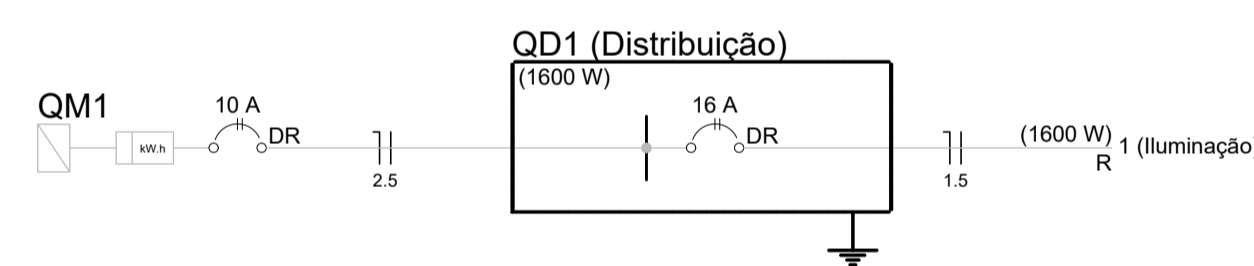 QD1 (Distribuição)
(1600 W)
QM1
10 A
DR
kW.h
2.5
16 A
DR
1.5
(1600 W)
R
1 (Iluminação)